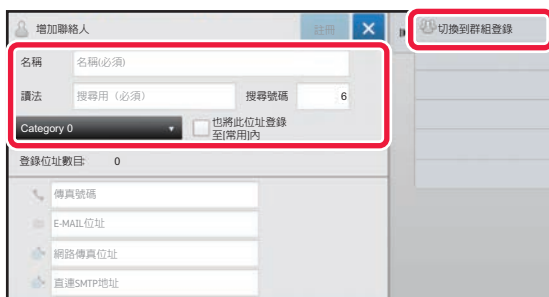 增加聯絡人
註冊
切換到群組登錄
名稱
名稱(必須)
讀法
搜尋用（必須）
搜尋號碼
6
Category 0
也將此位址登錄
至[常用]內
登錄位址數目:
0
傳真號碼
E-MAIL位址
網路傳真位址
直連SMTP地址